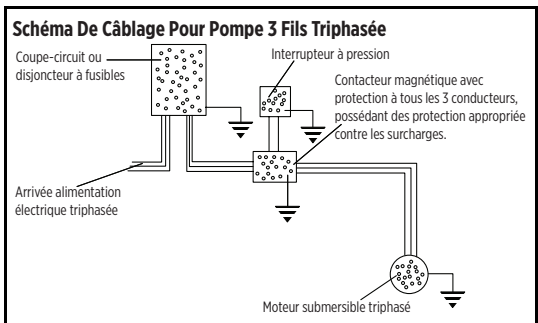 Schéma De Câblage Pour Pompe 3 Fils Triphasée
Coupe-circuit ou
disjoncteur à fusibles
Interrupteur à pression
Contacteur magnétique avec
protection à tous les 3 conducteurs,
possédant des protection appropriée
contre les surcharges.
Arrivée alimentation
électrique triphasée
Moteur submersible triphasé